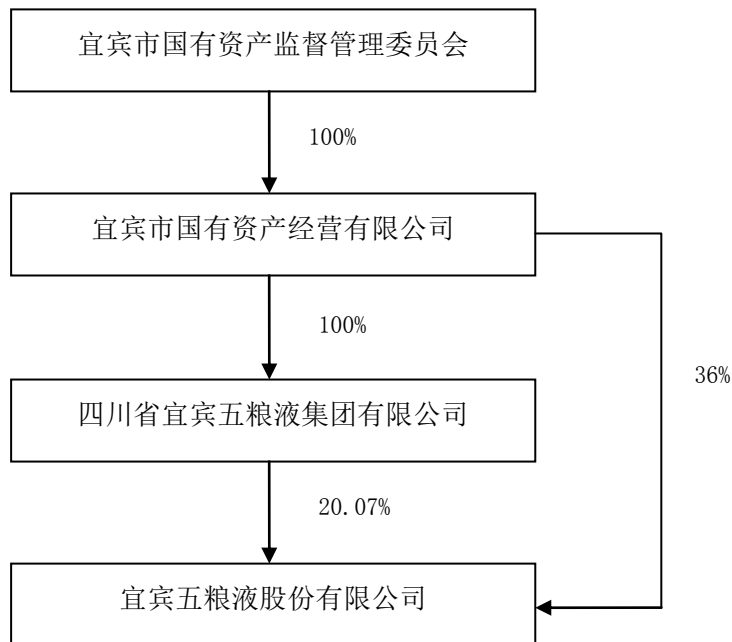 宜宾市国有资产监督管理委员会
100%
宜宾市国有资产经营有限公司
100%
36%
四川省宜宾五粮液集团有限公司
20.07%
宜宾五粮液股份有限公司